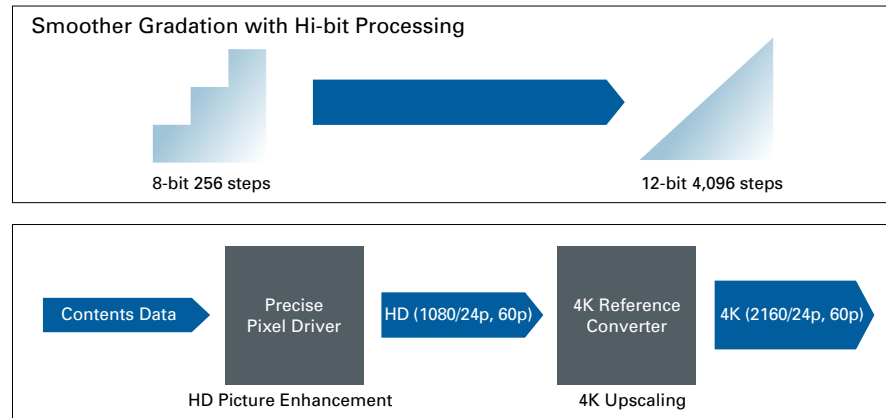 Smoother Gradation with Hi-bit Processing
8-bit 256 steps
12-bit 4,096 steps
Contents Data
Precise
Pixel Driver
HD (1080/24p, 60p)
4K Reference
Converter
4K (2160/24p, 60p)
HD Picture Enhancement
4K Upscaling